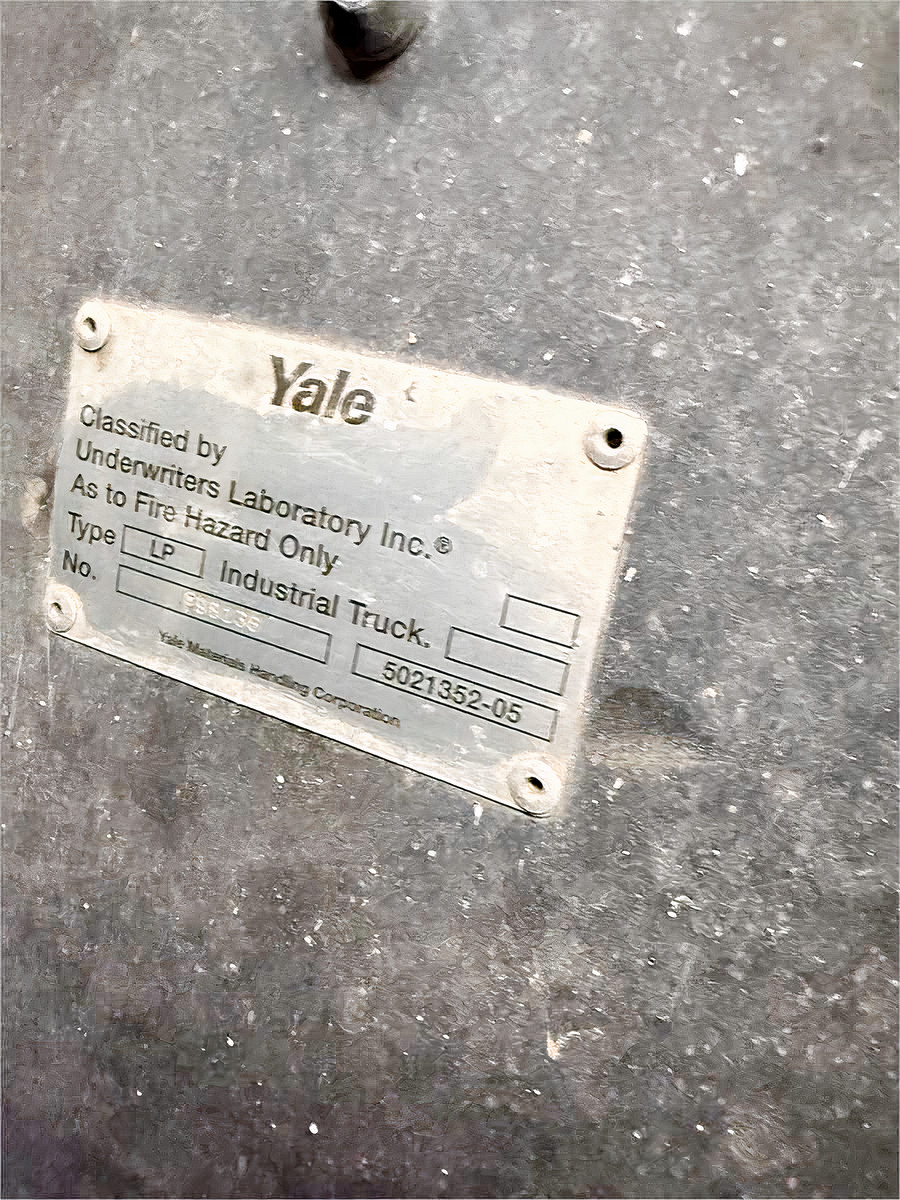 Yale
Classified by
Underwriters Laboratory Inc.®
As to Fire Hazard Only
Type LP Industrial Truck.
No.
5021352-05
Yale Materials Handling Corporation